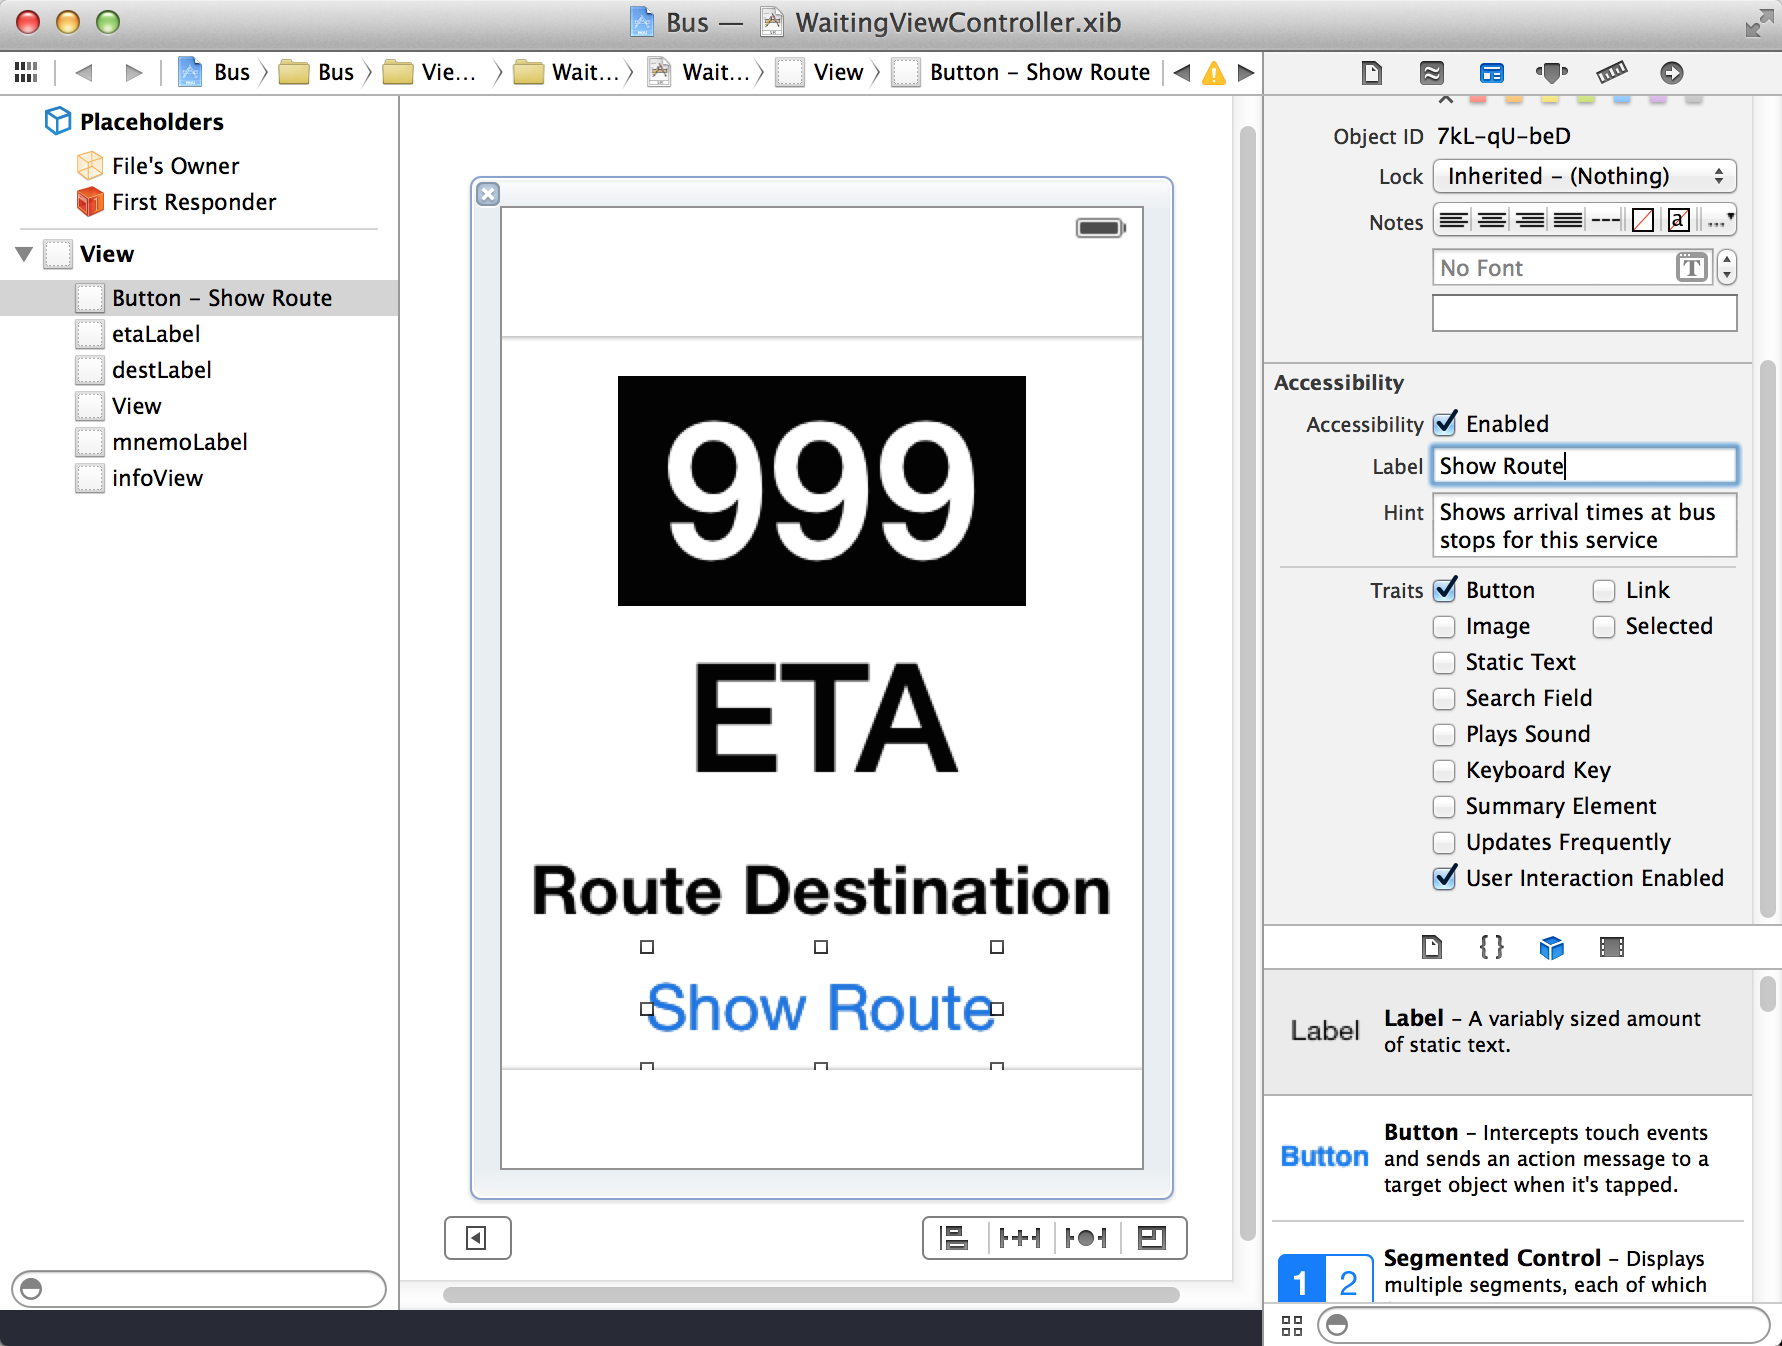 Bus — WaitingViewController.xib
Bus Bus Vie... Wait... Wait... View Button – Show Route
Placeholders
File's Owner
First Responder
View
Button – Show Route
etaLabel
destLabel
View
mnemoLabel
infoView
999
ETA
Route Destination
Show Route
Object ID 7kL-qU-beD
Lock Inherited – (Nothing)
Notes
No Font
Accessibility
Accessibility Enabled
Label Show Route
Hint Shows arrival times at bus
stops for this service
Traits Button Link
Image Selected
Static Text
Search Field
Plays Sound
Keyboard Key
Summary Element
Updates Frequently
User Interaction Enabled
Label Label – A variably sized amount
of static text.
Button – Intercepts touch events
Button and sends an action message to a
target object when it's tapped.
Segmented Control – Displays
1 2 multiple segments, each of which